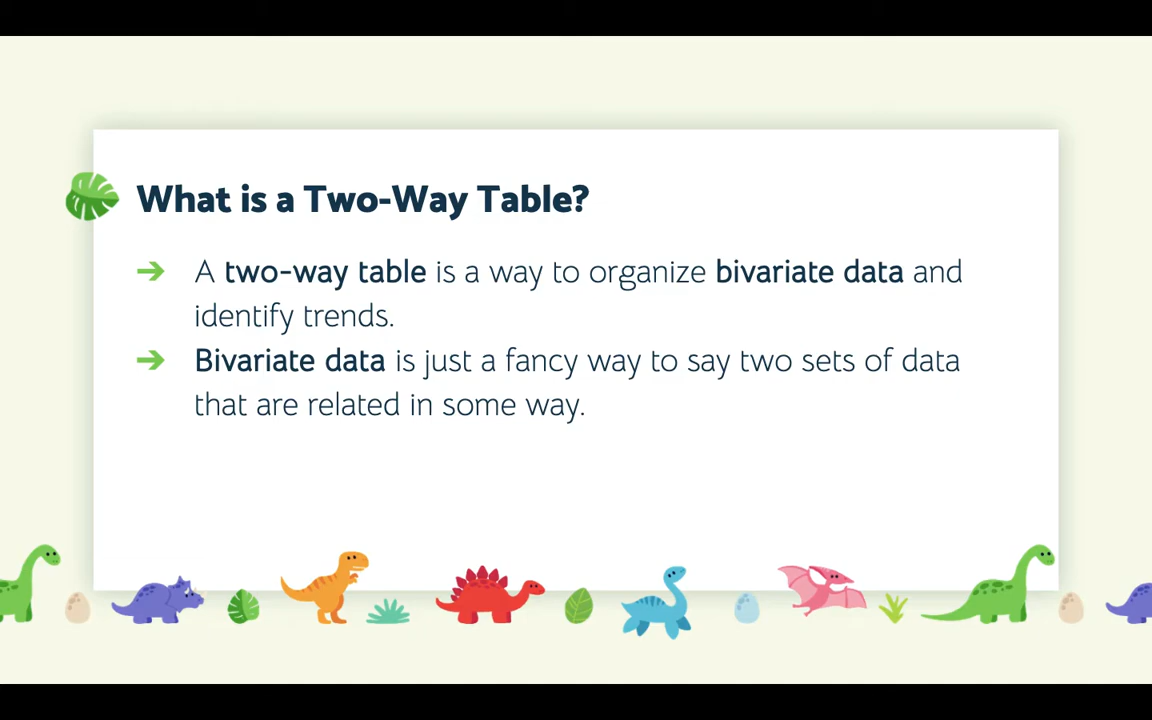 What is a Two-Way Table?
➔ A two-way table is a way to organize bivariate data and
identify trends.
➔ Bivariate data is just a fancy way to say two sets of data
that are related in some way.